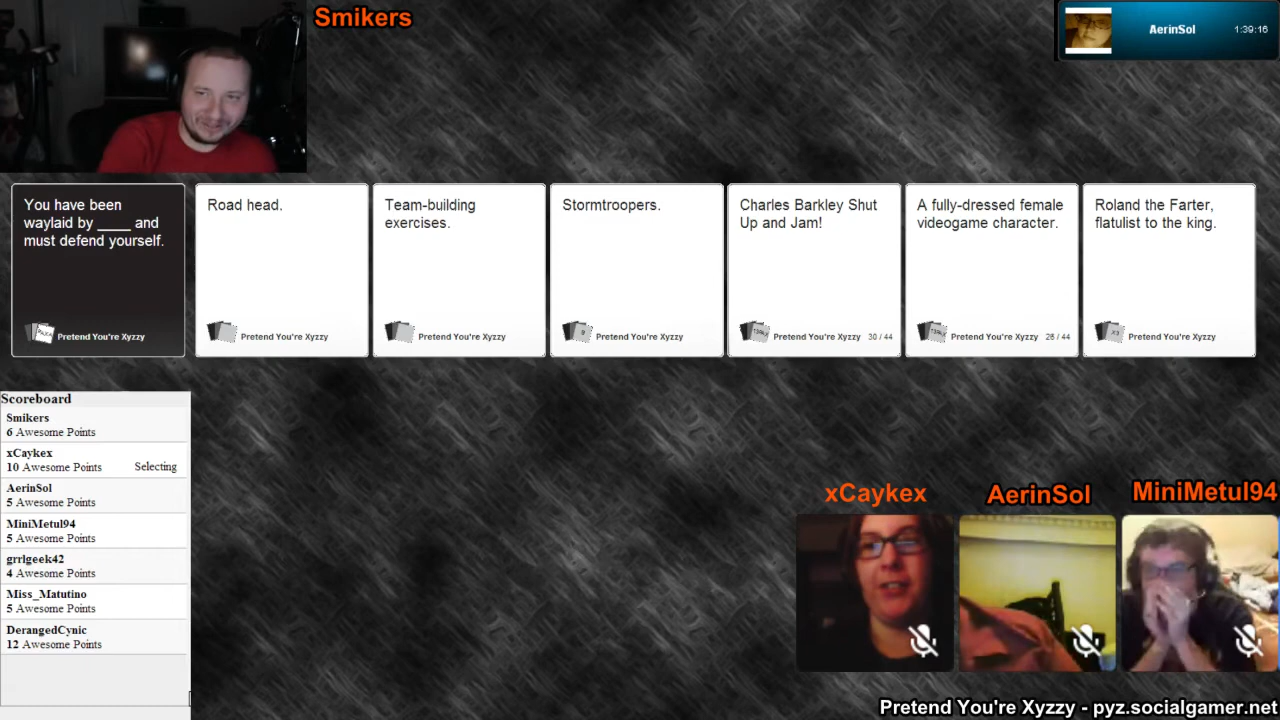 Smikers
AerinSol
1:39:16
You have been
waylaid by ____ and
must defend yourself.
Pretend You're Xyzzy
Road head.
Pretend You're Xyzzy
Team-building
exercises.
Pretend You're Xyzzy
Stormtroopers.
Pretend You're Xyzzy
Charles Barkley Shut
Up and Jam!
Pretend You're Xyzzy 30 / 44
A fully-dressed female
videogame character.
Pretend You're Xyzzy 26 / 44
Roland the Farter,
flatulist to the king.
Pretend You're Xyzzy
Scoreboard
Smikers
6 Awesome Points
xCaykex
10 Awesome Points Selecting
AerinSol
5 Awesome Points
MiniMetul94
5 Awesome Points
grrlgeek42
4 Awesome Points
Miss_Matutino
5 Awesome Points
DerangedCynic
12 Awesome Points
xCaykex
AerinSol
MiniMetul94
Pretend You're Xyzzy - pyz.socialgamer.net